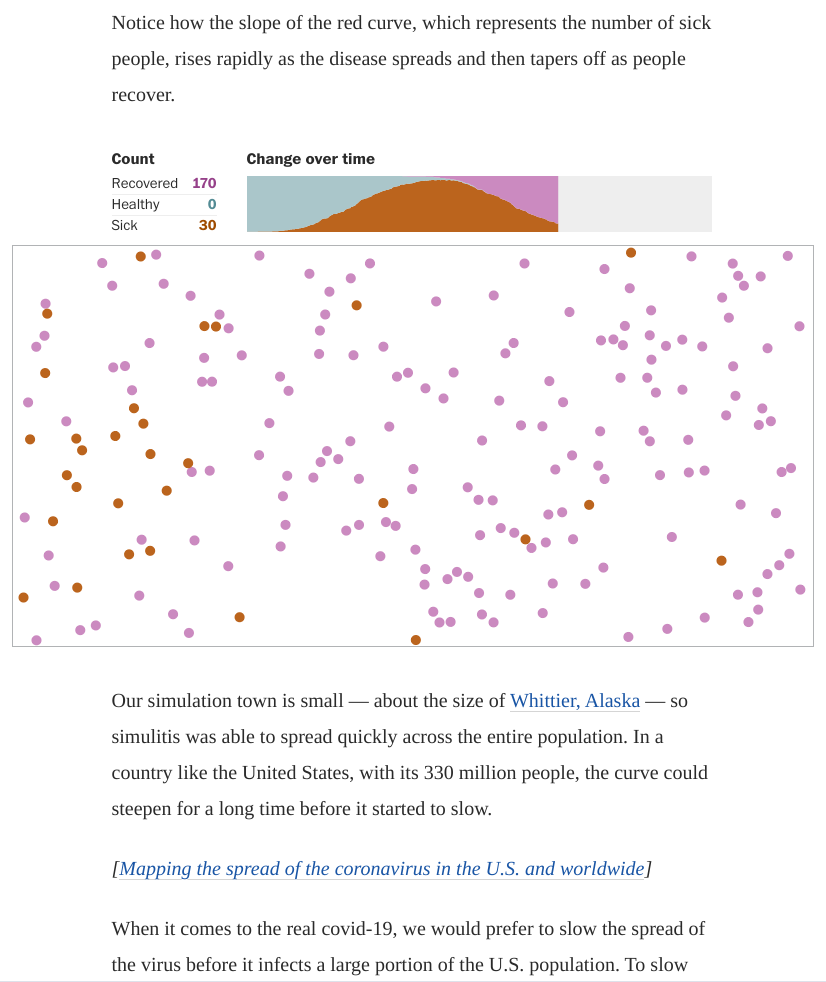 Notice how the slope of the red curve, which represents the number of sick
people, rises rapidly as the disease spreads and then tapers off as people
recover.
Count
Recovered 170
Healthy 0
Sick 30
Change over time
Our simulation town is small — about the size of Whittier, Alaska — so
simulitis was able to spread quickly across the entire population. In a
country like the United States, with its 330 million people, the curve could
steepen for a long time before it started to slow.
[Mapping the spread of the coronavirus in the U.S. and worldwide]
When it comes to the real covid-19, we would prefer to slow the spread of
the virus before it infects a large portion of the U.S. population. To slow